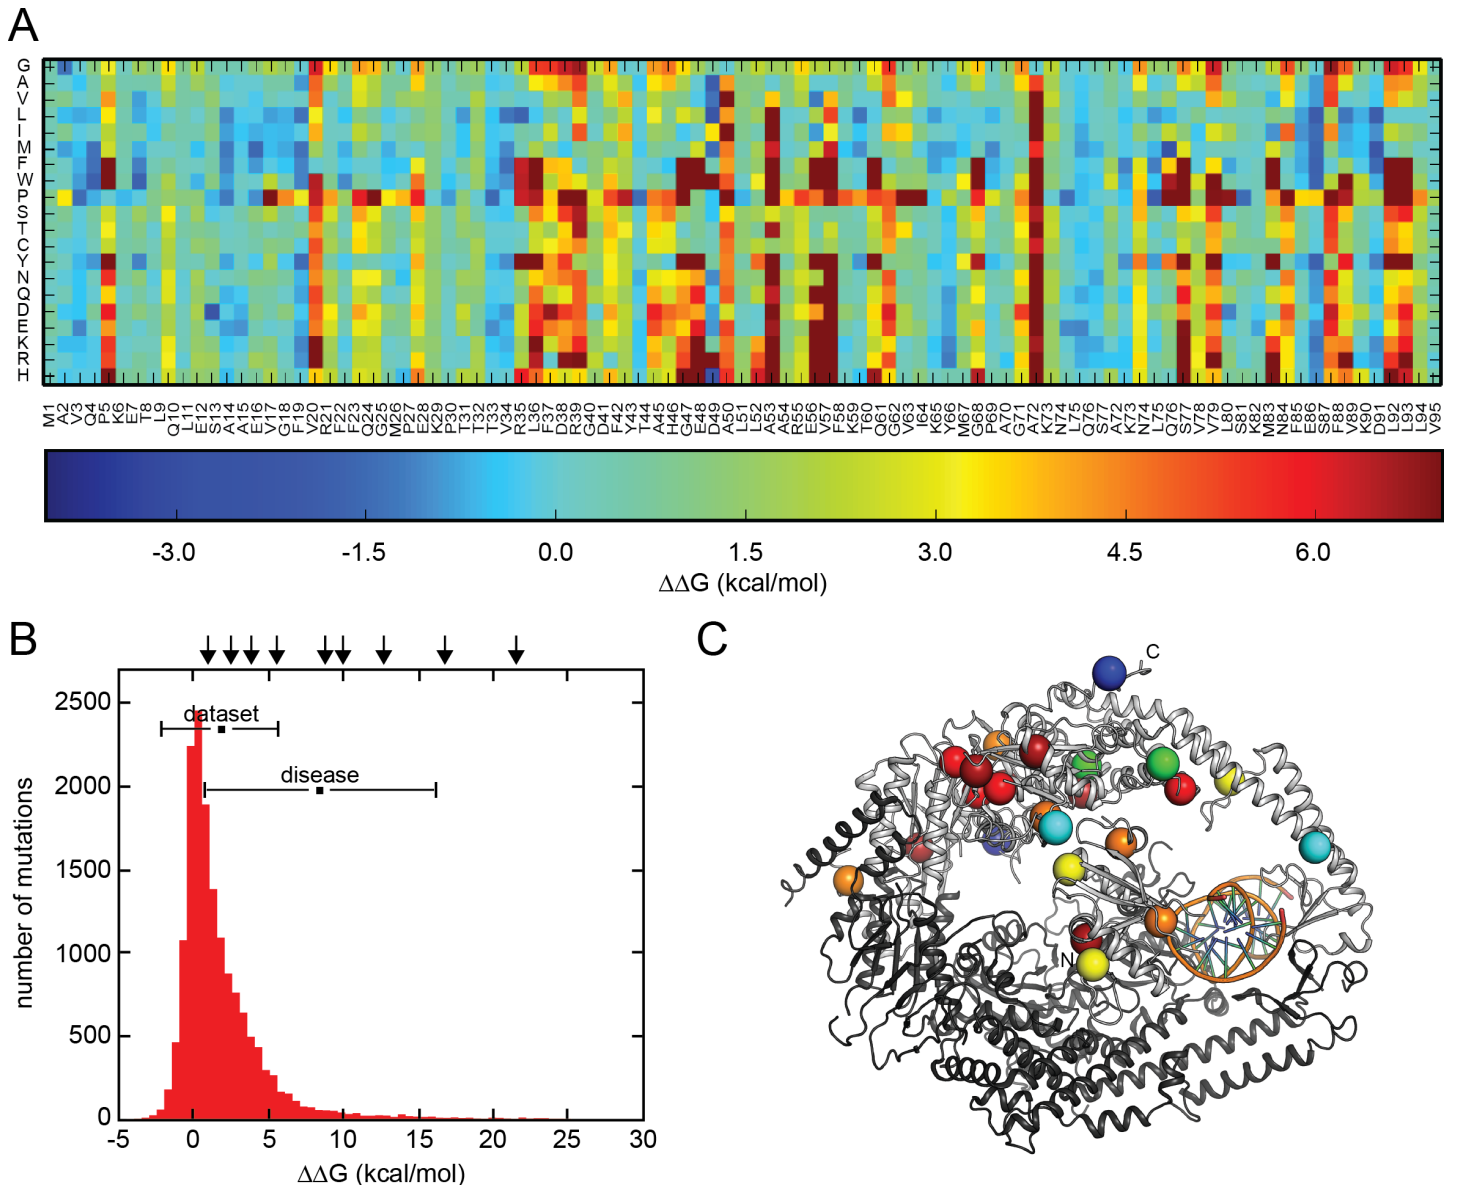 A
G
A
V
L
I
M
F
W
P
S
T
C
Y
N
Q
D
E
K
R
H
M1 A2 V3 Q4 P5 K6 E7 T8 L9 Q10 L11 E12 S13 A14 A15 E16 V17 G18 F19 V20 R21 F22 F23 Q24 G25 M26 P27 E28 K29 P30 T31 T32 T33 V34 R35 L36 F37 D38 R39 G40 D41 F42 Y43 T44 A45 H46 G47 E48 D49 A50 L51 L52 A53 A54 R55 E56 V57 F58 K59 T60 Q61 G62 V63 I64 K65 Y66 M67 G68 P69 A70 G71 A72 K73 N74 L75 Q76 S77 A72 K73 N74 L75 Q76 S77 V78 V79 L80 S81 K82 M83 N84 F85 E86 S87 F88 V89 K90 D91 L92 L93 L94 V95
-3.0 -1.5 0.0 1.5 3.0 4.5 6.0
ΔΔG (kcal/mol)
B
2500
2000
1500
1000
500
0
number of mutations
dataset
disease
-5 0 5 10 15 20 25 30
ΔΔG (kcal/mol)
C
C
N